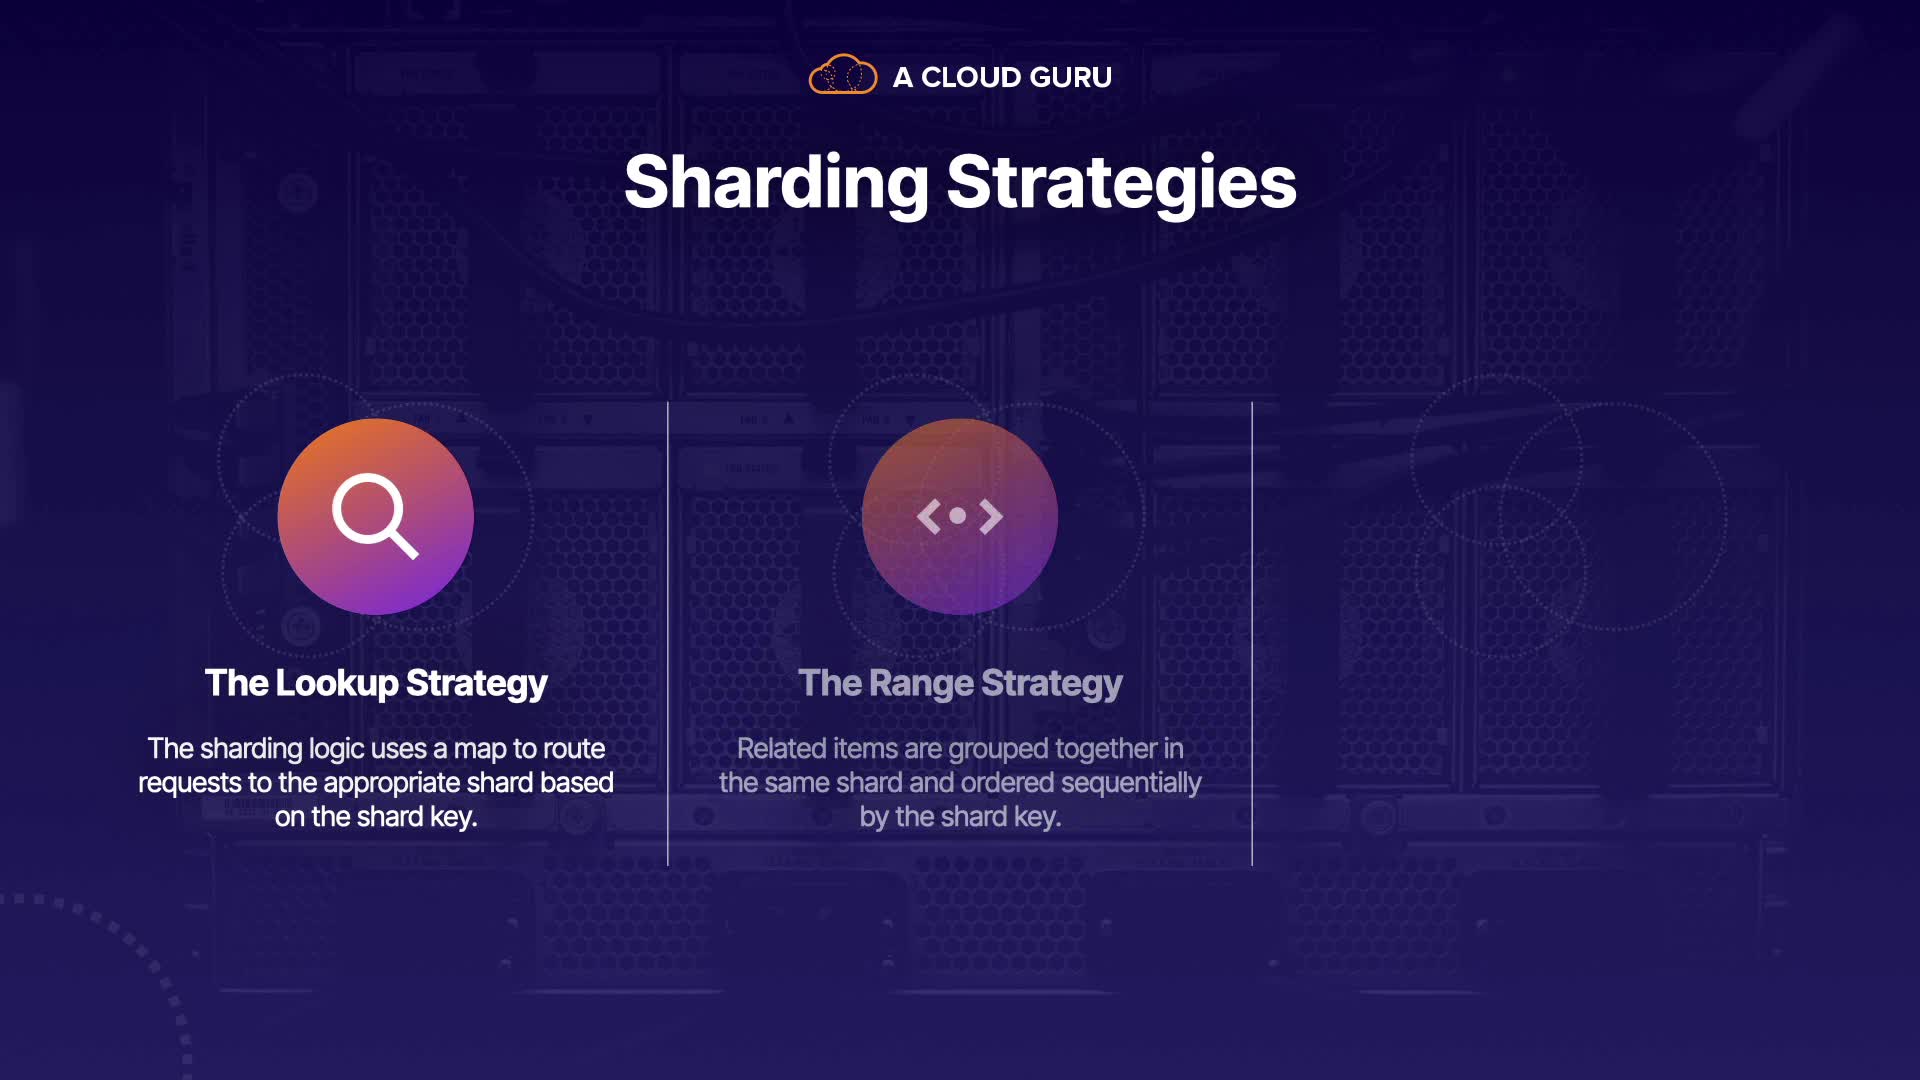 A CLOUD GURU
Sharding Strategies
The Lookup Strategy
The sharding logic uses a map to route
requests to the appropriate shard based
on the shard key.
The Range Strategy
Related items are grouped together in
the same shard and ordered sequentially
by the shard key.